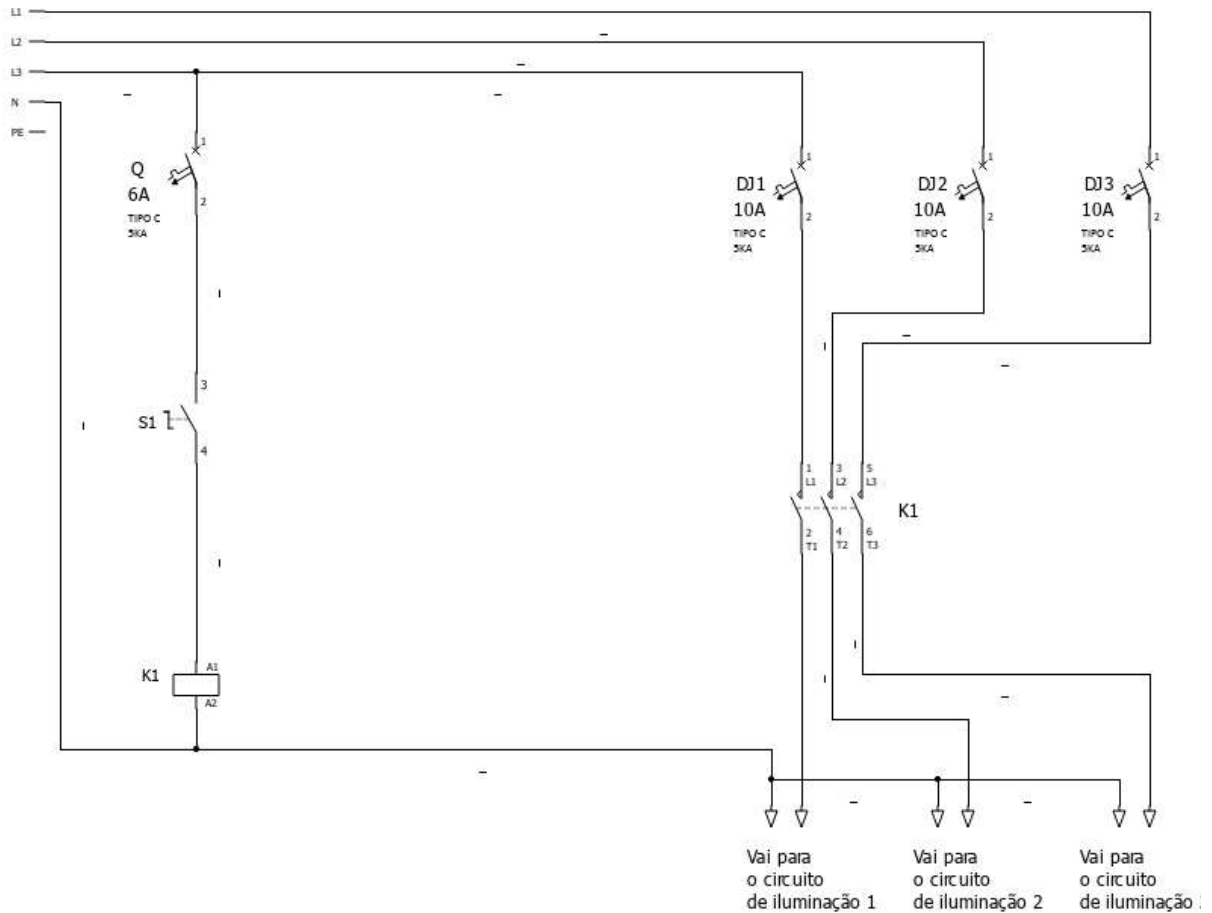 L1
L2
L3
N
PE
Q
6A
TIPO C
5KA
1
2
DJ1
10A
TIPO C
5KA
1
2
DJ2
10A
TIPO C
5KA
1
2
DJ3
10A
TIPO C
5KA
1
2
3
S1
4
1 3 5
L1 L2 L3
K1
2 4 6
T1 T2 T3
K1
A1
A2
Vai para
o circuito
de iluminação 1
Vai para
o circuito
de iluminação 2
Vai para
o circuito
de iluminação